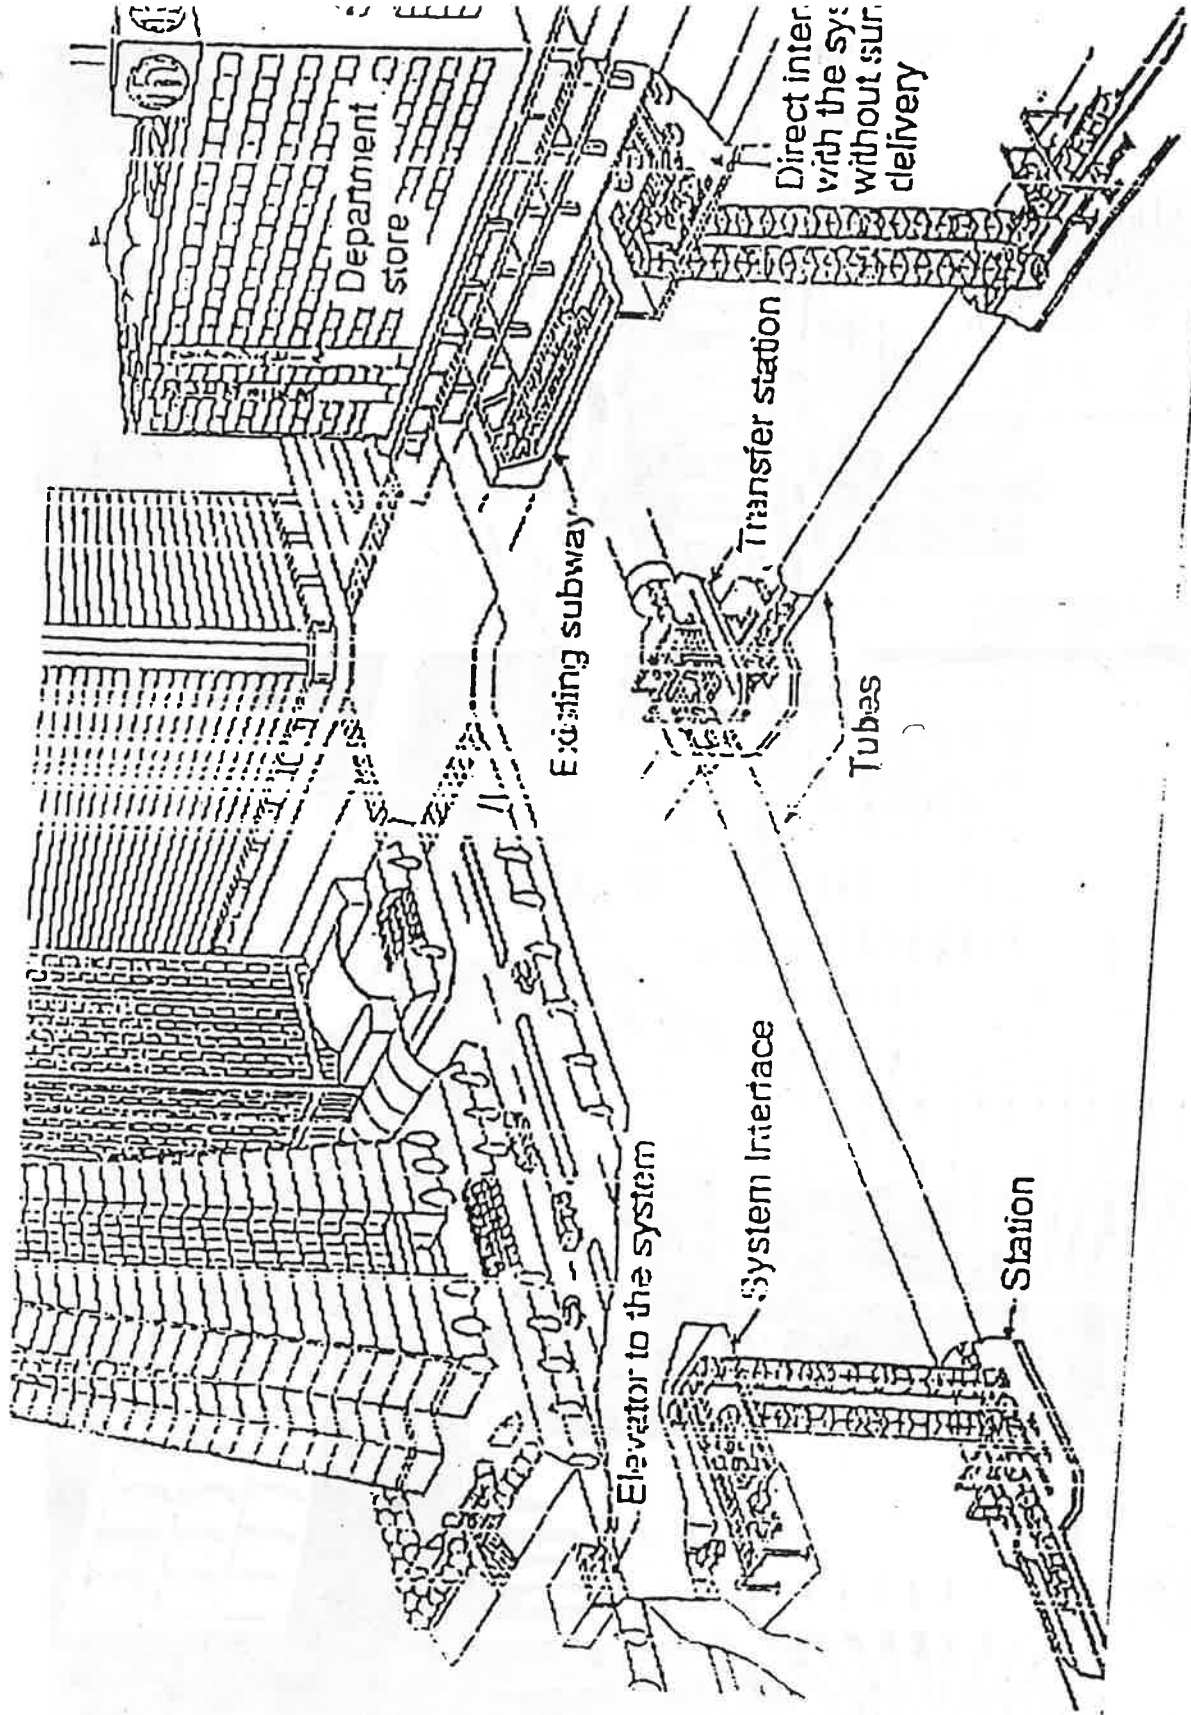 Department
store
Existing subway
Elevator to the system
System Interface
Transfer station
Direct inter
with the sys
without sur
delivery
Tubes
Station